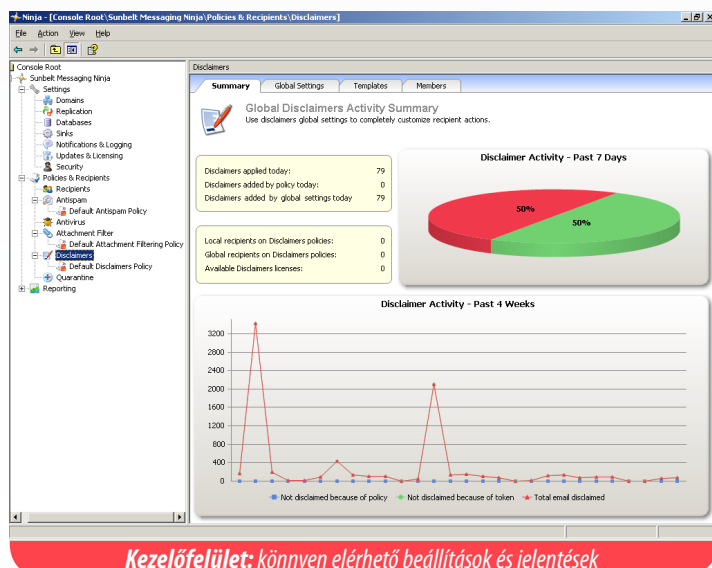 Ninja - [Console Root\Sunbelt Messaging Ninja\Policies & Recipients\Disclaimers]
File Action View Help
Console Root
Sunbelt Messaging Ninja
Settings
Domains
Replication
Databases
Sinks
Notifications & Logging
Updates & Licensing
Security
Policies & Recipients
Recipients
Antispam
Default Antispam Policy
Antivirus
Attachment Filter
Default Attachment Filtering Policy
Disclaimers
Default Disclaimers Policy
Quarantine
Reporting
Disclaimers
Summary Global Settings Templates Members
Global Disclaimers Activity Summary
Use disclaimers global settings to completely customize recipient actions.
Disclaimers applied today: 79
Disclaimers added by policy today: 0
Disclaimers added by global settings today 79
Local recipients on Disclaimers policies: 0
Global recipients on Disclaimers policies: 0
Available Disclaimers licenses: 0
Disclaimer Activity - Past 7 Days
50%
50%
Disclaimer Activity - Past 4 Weeks
3200
2800
2400
2000
1600
1200
800
400
0
Not disclaimed because of policy Not disclaimed because of token Total email disclaimed
Kezelőfelület: könnyen elérhető beállítások és jelentések